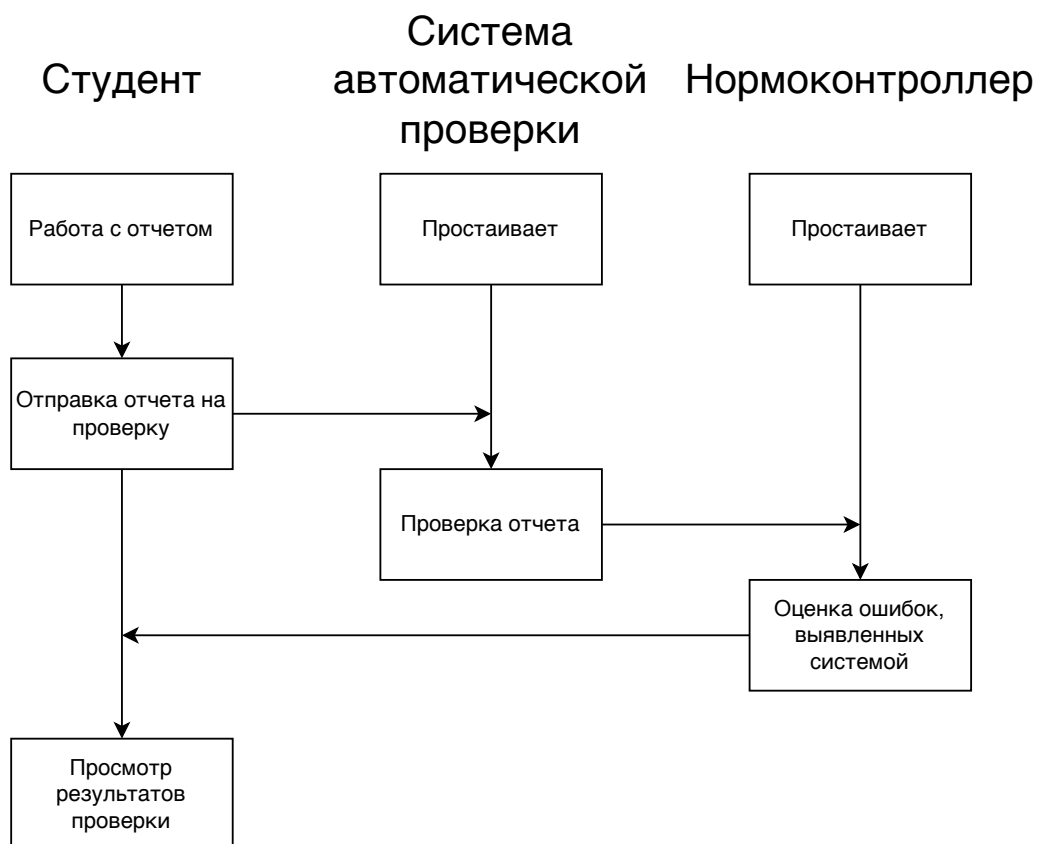 Студент
Система
автоматической
проверки
Нормоконтроллер
Работа с отчетом
Простаивает
Простаивает
Отправка отчета на
проверку
Проверка отчета
Оценка ошибок,
выявленных
системой
Просмотр
результатов
проверки